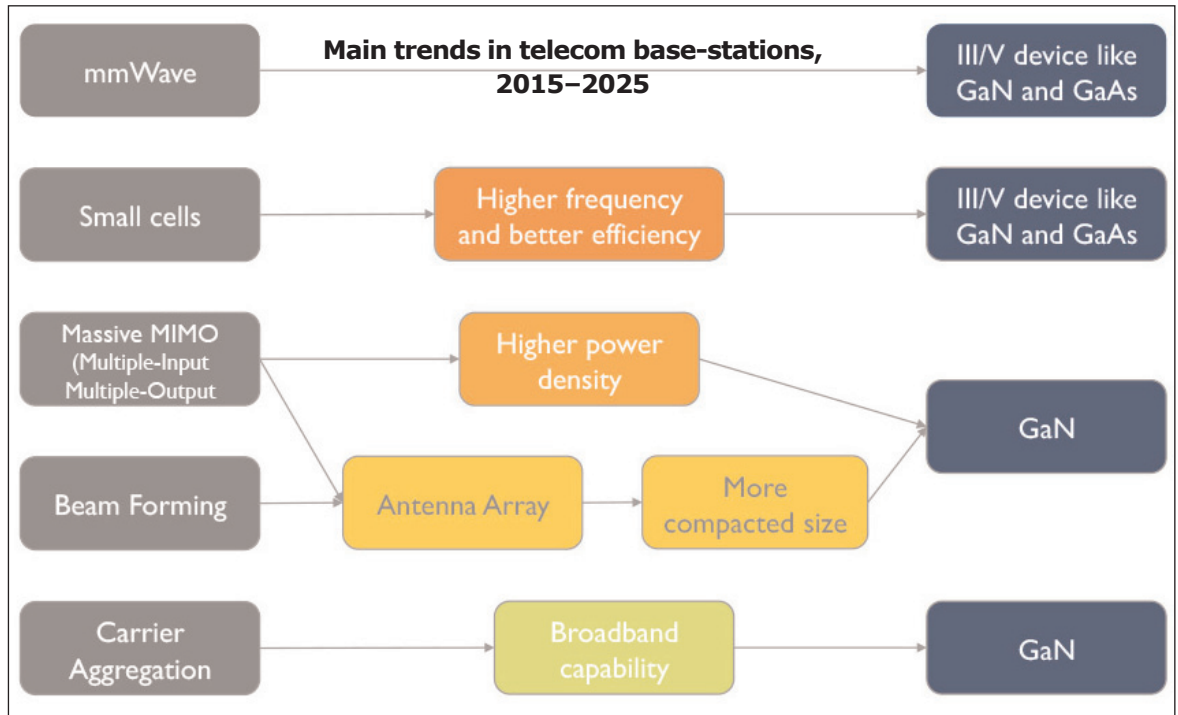 Main trends in telecom base-stations,
2015–2025
mmWave
III/V device like
GaN and GaAs
Small cells
Higher frequency
and better efficiency
III/V device like
GaN and GaAs
Massive MIMO
(Multiple-Input
Multiple-Output
Higher power
density
GaN
Beam Forming
Antenna Array
More
compacted size
Carrier
Aggregation
Broadband
capability
GaN